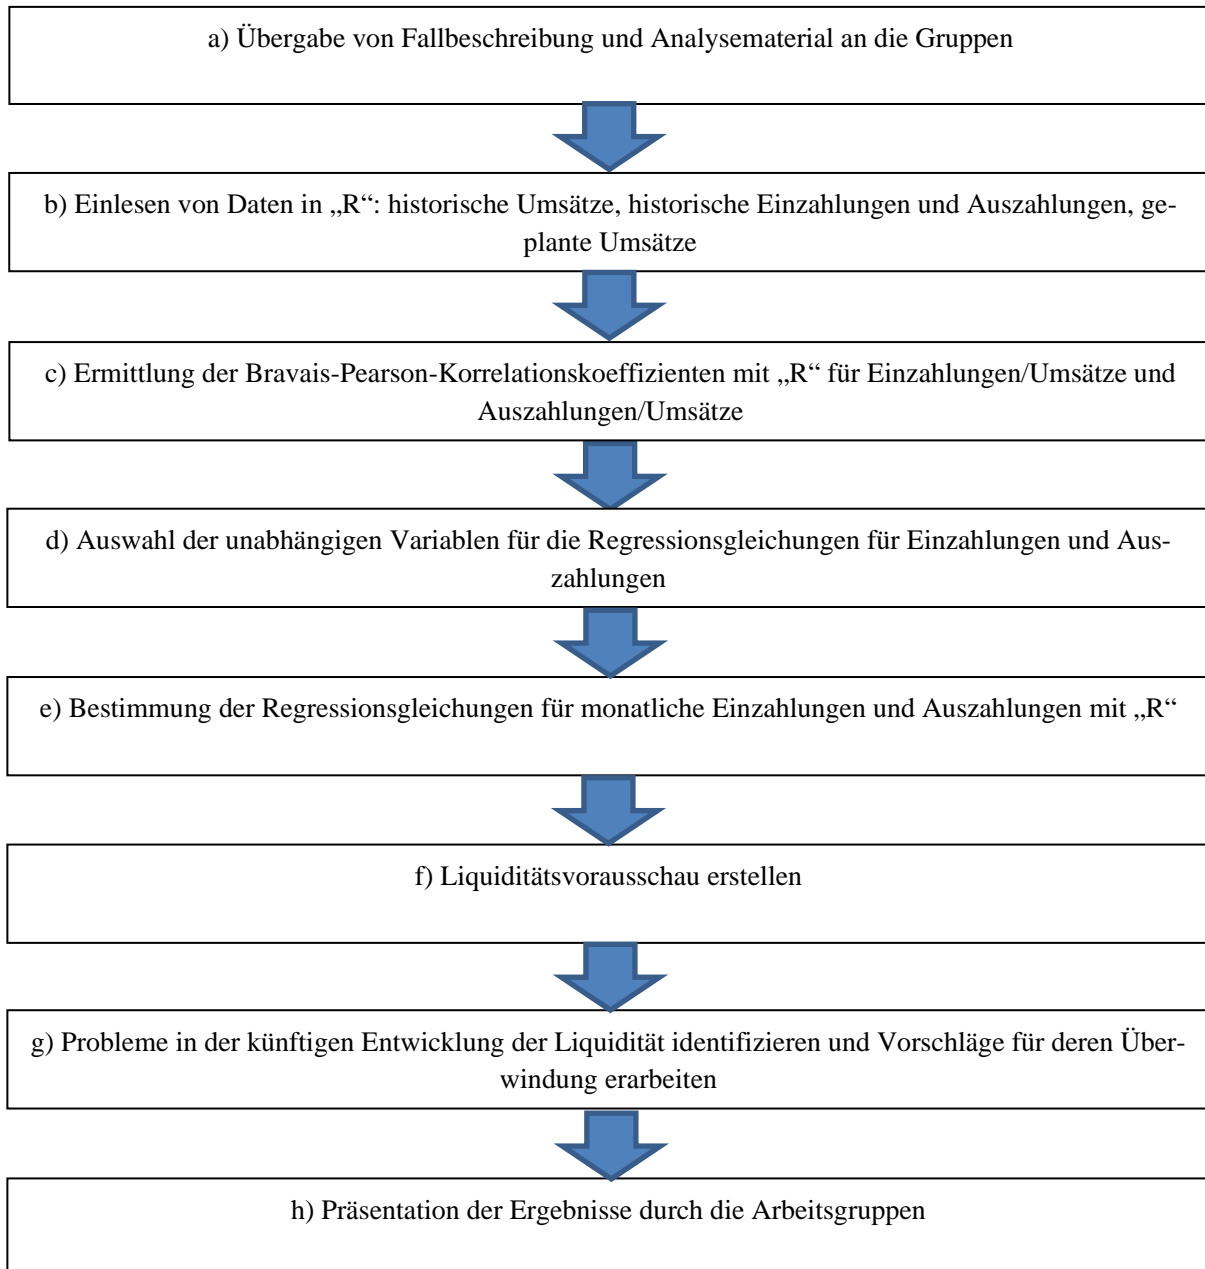 a) Übergabe von Fallbeschreibung und Analysematerial an die Gruppen
b) Einlesen von Daten in „R“: historische Umsätze, historische Einzahlungen und Auszahlungen, ge-
plante Umsätze
c) Ermittlung der Bravais-Pearson-Korrelationskoeffizienten mit „R“ für Einzahlungen/Umsätze und
Auszahlungen/Umsätze
d) Auswahl der unabhängigen Variablen für die Regressionsgleichungen für Einzahlungen und Aus-
zahlungen
e) Bestimmung der Regressionsgleichungen für monatliche Einzahlungen und Auszahlungen mit „R“
f) Liquiditätsvorausschau erstellen
g) Probleme in der künftigen Entwicklung der Liquidität identifizieren und Vorschläge für deren Über-
windung erarbeiten
h) Präsentation der Ergebnisse durch die Arbeitsgruppen